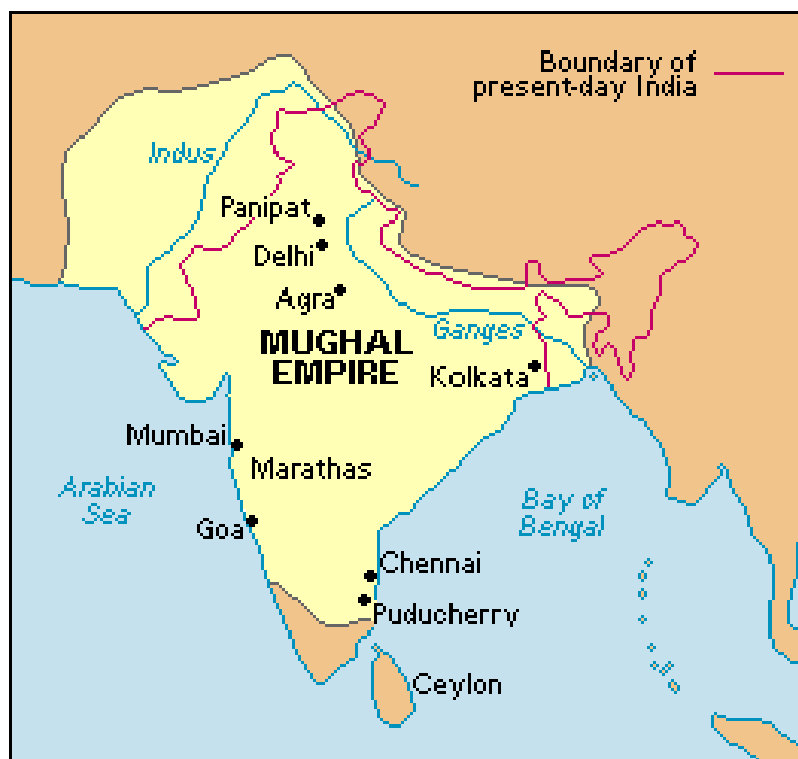 Boundary of
present-day India
Indus
Panipat
Delhi
Agra
MUGHAL
EMPIRE
Ganges
Kolkata
Mumbai
Marathas
Arabian
Sea
Bay of
Bengal
Goa
Chennai
Puducherry
Ceylon